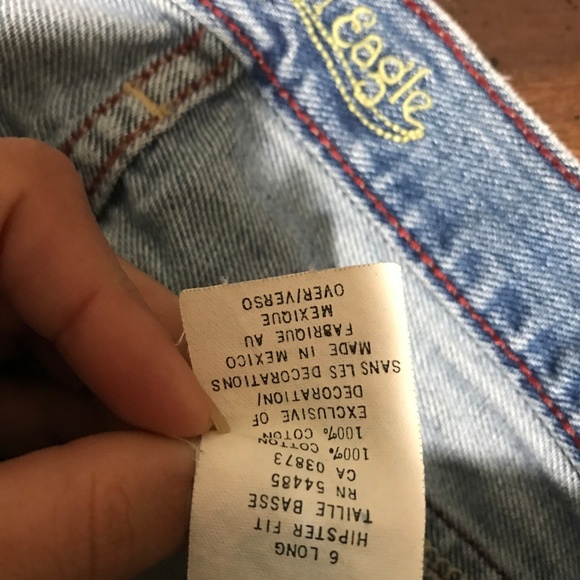 Eagle
6 LONG
HIPSTER FIT
TAILLE BASSE
RN 54485
CA 03873
100% COTTON
100% COTON
EXCLUSIVE OF
DECORATION/
SANS LES DECORATIONS
MADE IN MEXICO
FABRIQUE AU
MEXIQUE
OVER/VERSO